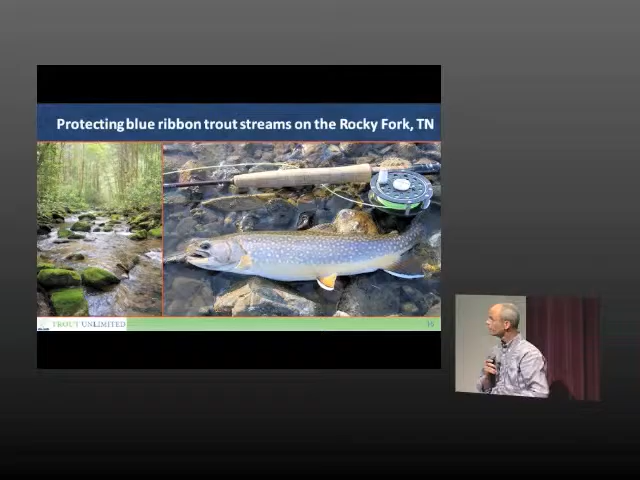 Protecting blue ribbon trout streams on the Rocky Fork, TN
TROUT UNLIMITED